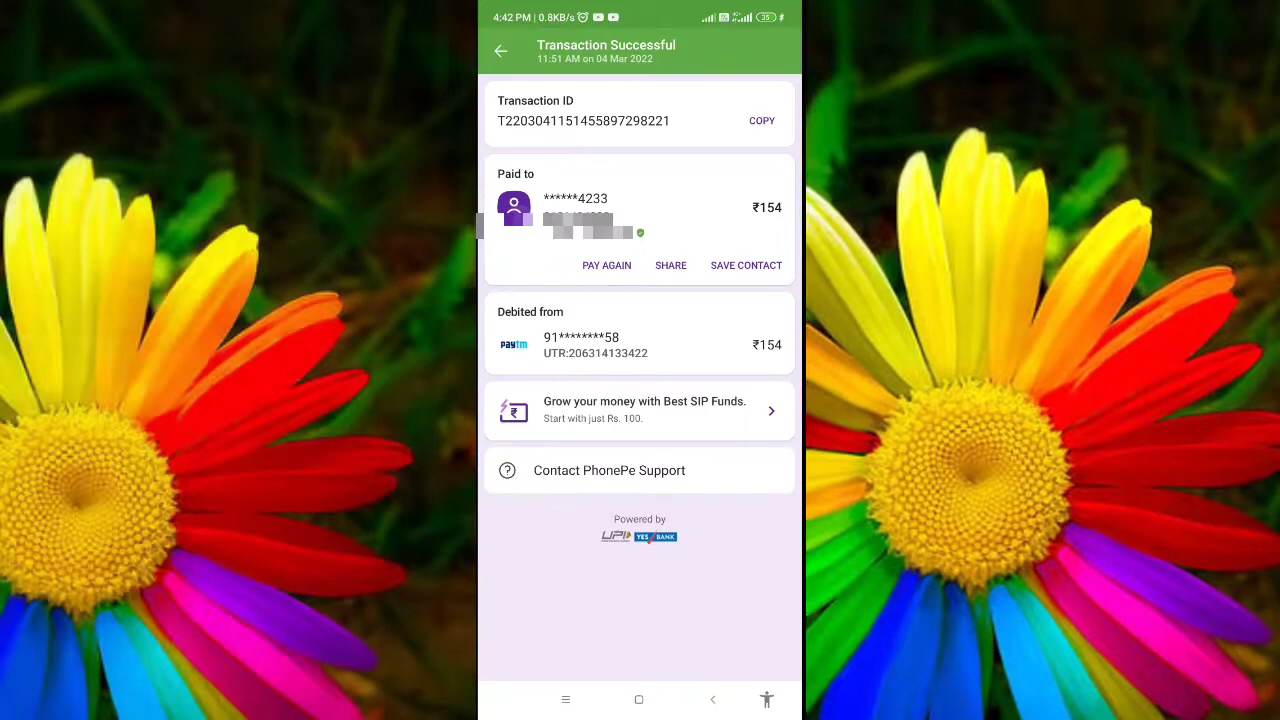 4:42 PM | 0.8KB/s 35
Transaction Successful
11:51 AM on 04 Mar 2022
Transaction ID
T2203041151455897298221
COPY
Paid to
******4233
₹154
PAY AGAIN SHARE SAVE CONTACT
Debited from
paytm
91********58
UTR:206314133422
₹154
Grow your money with Best SIP Funds.
Start with just Rs. 100.
Contact PhonePe Support
Powered by
UPI YES BANK